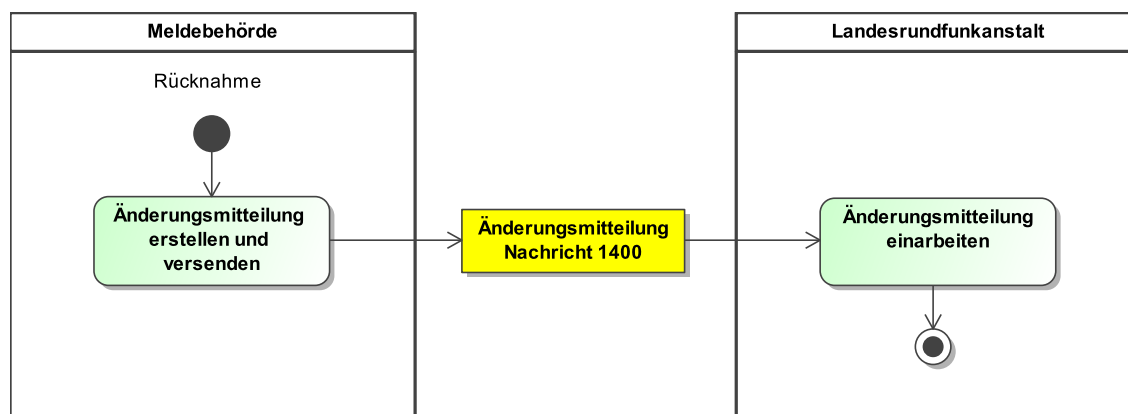 Meldebehörde
Landesrundfunkanstalt
Rücknahme
Änderungsmitteilung
erstellen und
versenden
Änderungsmitteilung
Nachricht 1400
Änderungsmitteilung
einarbeiten